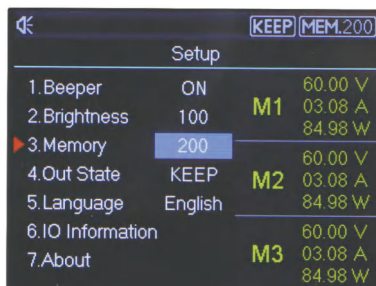 KEEP MEM.200
Setup
1.Beeper ON
2.Brightness 100
3.Memory 200
4.Out State KEEP
5.Language English
6.IO Information
7.About
M1
60.00 V
03.08 A
84.98 W
M2
60.00 V
03.08 A
84.98 W
M3
60.00 V
03.08 A
84.98 W